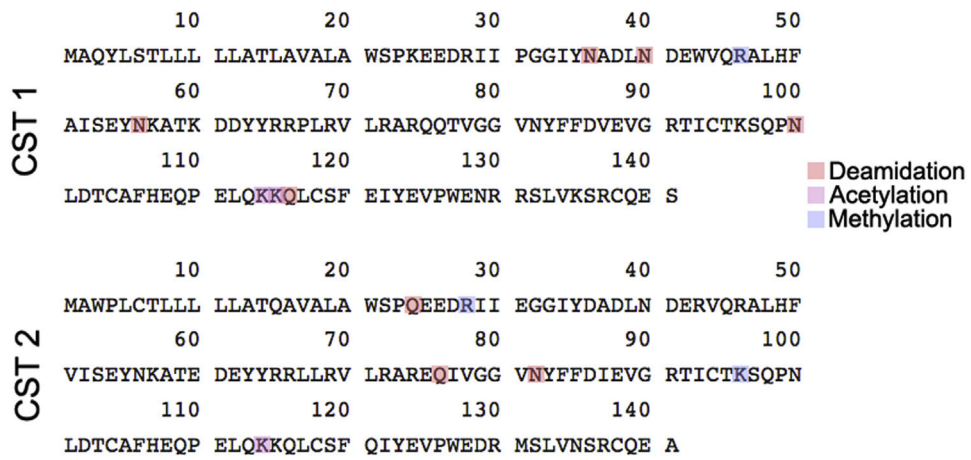 10 20 30 40 50
MAQYLSTLLL LLATLAVALA WSPKEEDRII PGGIYNADLN DEWVQRALHF
60 70 80 90 100
AISEYNKATK DDYYRRPLRV LRARQQTVGG VNYFFDVEVG RTICTKSQPN
110 120 130 140
LDTCAFHEQP ELQKKQLCSF EIYEVPWENR RSLVKSRCQE S
CST 1
Deamidation
Acetylation
Methylation
10 20 30 40 50
MAWPLCTLLL LLATQAVALA WSPQEEDRII EGGIYDADLN DERVQRALHF
60 70 80 90 100
VISEYNKATE DEYYRRLLRV LRAREQIVGG VNYFFDIEVG RTICTKSQPN
110 120 130 140
LDTCAFHEQP ELQKKQLCSF QIYEVPWEDR MSLVNSRCQE A
CST 2